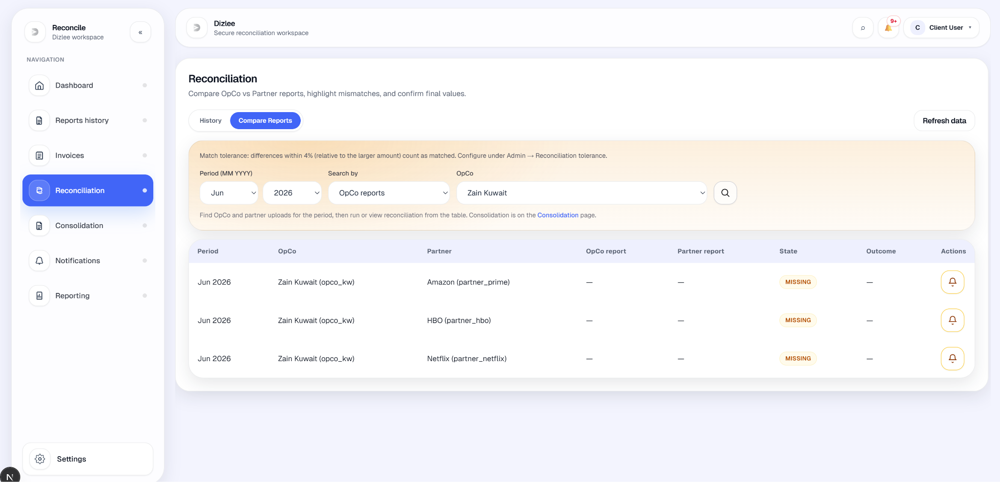 Reconcile
Dizlee workspace
«
NAVIGATION
Dashboard
Reports history
Invoices
Reconciliation
Consolidation
Notifications
Reporting
Settings
N
Dizlee
Secure reconciliation workspace
9+
C Client User
Reconciliation
Compare OpCo vs Partner reports, highlight mismatches, and confirm final values.
History Compare Reports Refresh data
Match tolerance: differences within 4% (relative to the larger amount) count as matched. Configure under Admin → Reconciliation tolerance.
Period (MM YYYY) Search by OpCo
Jun 2026 OpCo reports Zain Kuwait
Find OpCo and partner uploads for the period, then run or view reconciliation from the table. Consolidation is on the Consolidation page.
Period OpCo Partner OpCo report Partner report State Outcome Actions
Jun 2026 Zain Kuwait (opco_kw) Amazon (partner_prime) — — MISSING —
Jun 2026 Zain Kuwait (opco_kw) HBO (partner_hbo) — — MISSING —
Jun 2026 Zain Kuwait (opco_kw) Netflix (partner_netflix) — — MISSING —